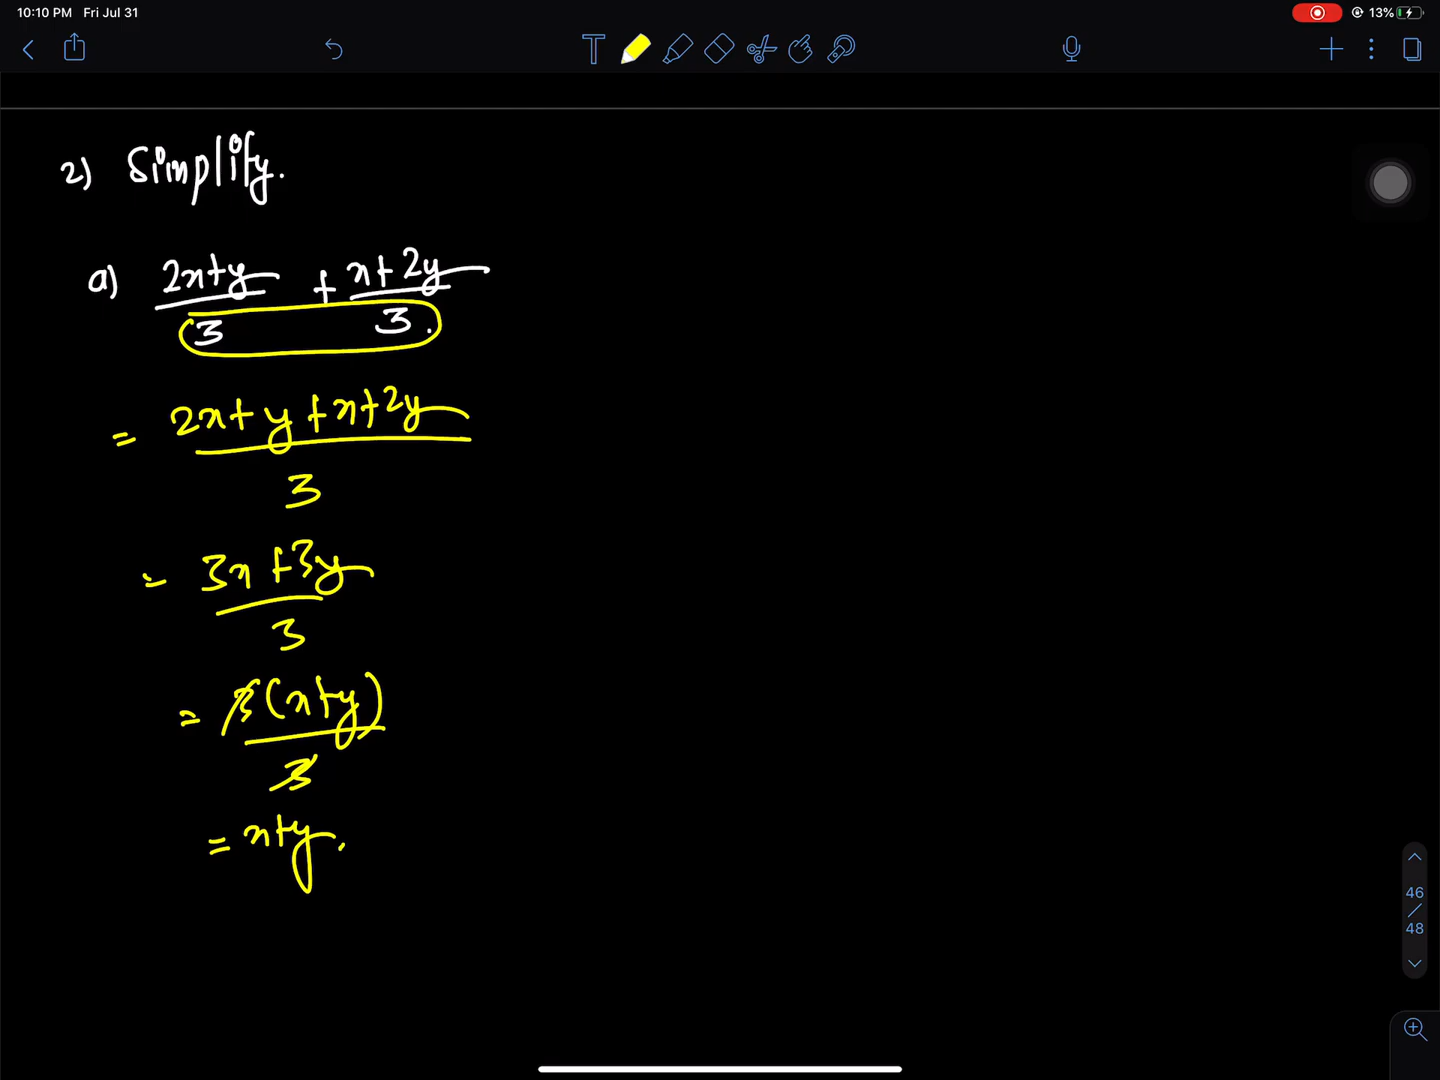 10:10 PM Fri Jul 31
13%
T
2) Simplify.
a) (2x+y)/3 + (x+2y)/3.
= (2x+y+x+2y)/3
= (3x+3y)/3
= 3(x+y)/3
= x+y.
46
48